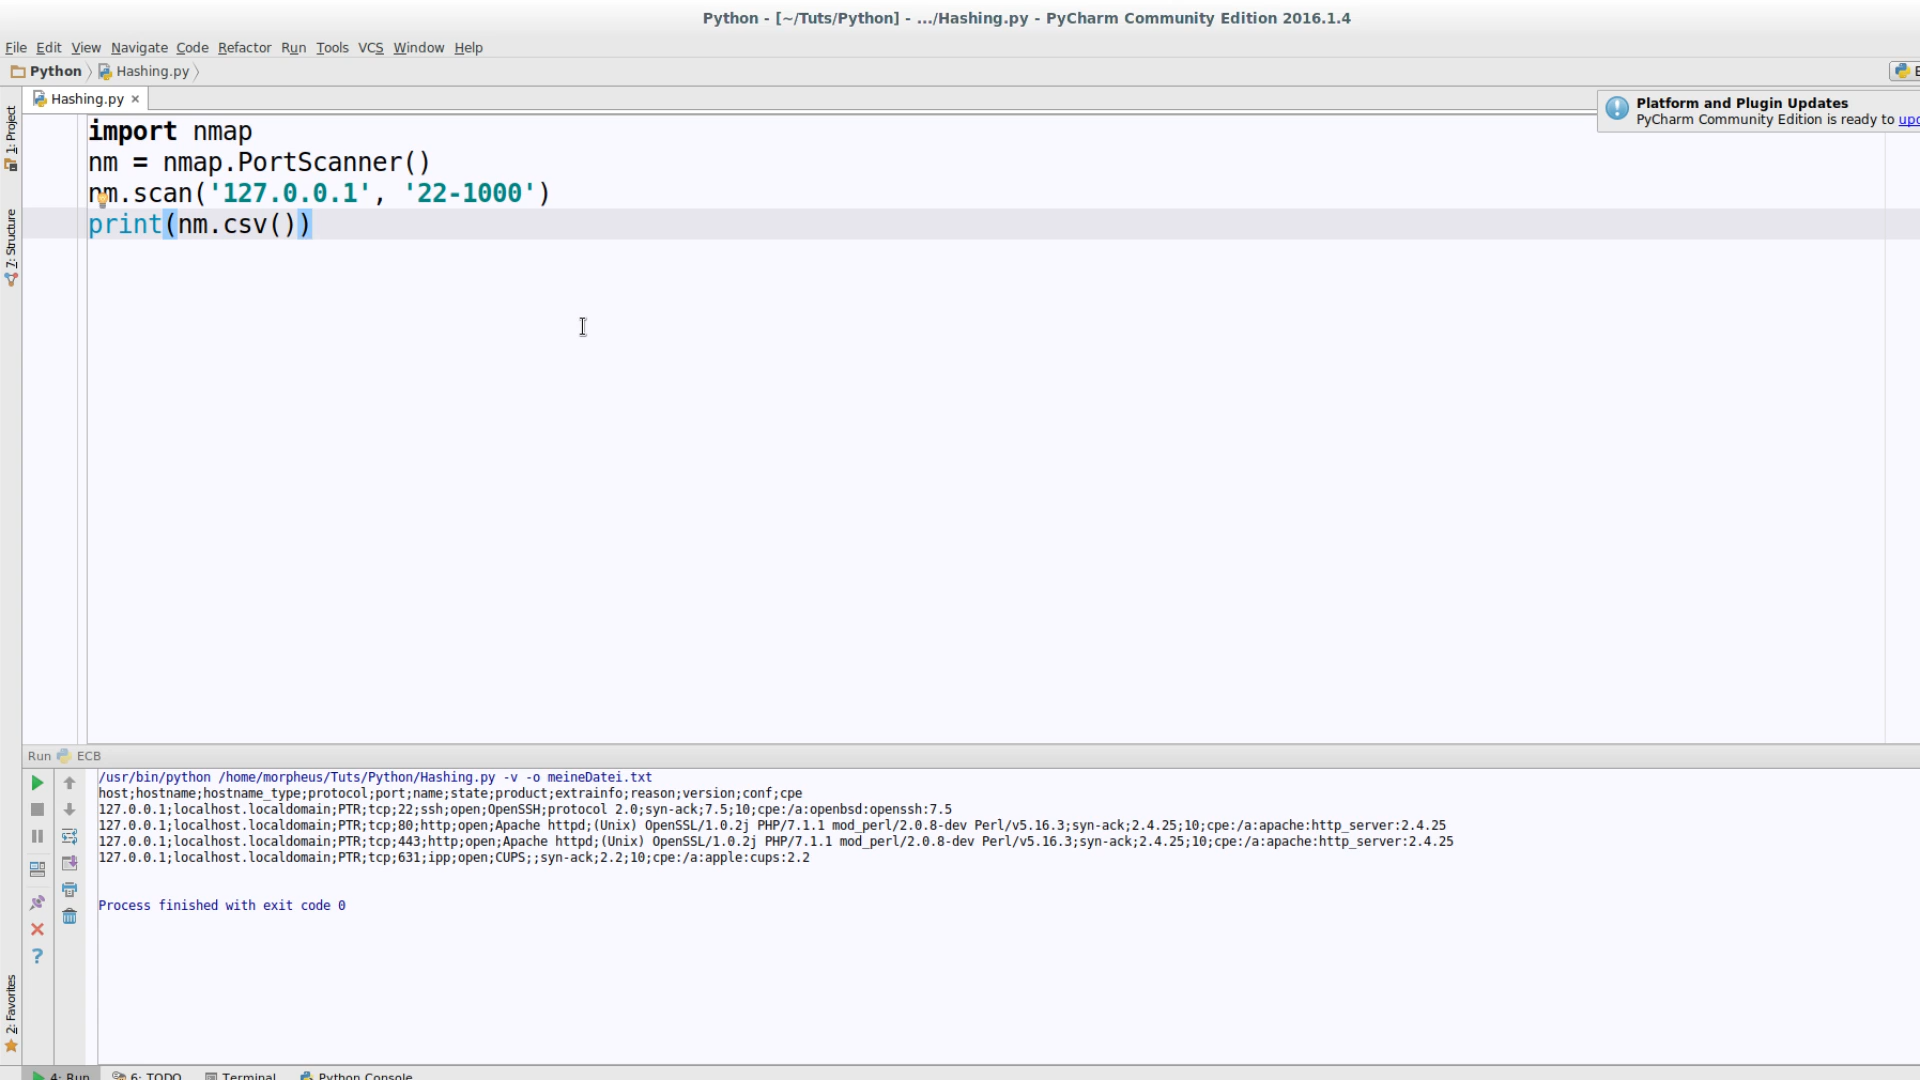 Python - [~/Tuts/Python] - .../Hashing.py - PyCharm Community Edition 2016.1.4
File Edit View Navigate Code Refactor Run Tools VCS Window Help
Python Hashing.py
Hashing.py
Platform and Plugin Updates
PyCharm Community Edition is ready to
1: Project
7: Structure
import nmap
nm = nmap.PortScanner()
nm.scan('127.0.0.1', '22-1000')
print(nm.csv())
Run ECB
/usr/bin/python /home/morpheus/Tuts/Python/Hashing.py -v -o meineDatei.txt
host;hostname;hostname_type;protocol;port;name;state;product;extrainfo;reason;version;conf;cpe
127.0.0.1;localhost.localdomain;PTR;tcp;22;ssh;open;OpenSSH;protocol 2.0;syn-ack;7.5;10;cpe:/a:openbsd:openssh:7.5
127.0.0.1;localhost.localdomain;PTR;tcp;80;http;open;Apache httpd;(Unix) OpenSSL/1.0.2j PHP/7.1.1 mod_perl/2.0.8-dev Perl/v5.16.3;syn-ack;2.4.25;10;cpe:/a:apache:http_server:2.4.25
127.0.0.1;localhost.localdomain;PTR;tcp;443;http;open;Apache httpd;(Unix) OpenSSL/1.0.2j PHP/7.1.1 mod_perl/2.0.8-dev Perl/v5.16.3;syn-ack;2.4.25;10;cpe:/a:apache:http_server:2.4.25
127.0.0.1;localhost.localdomain;PTR;tcp;631;ipp;open;CUPS;;syn-ack;2.2;10;cpe:/a:apple:cups:2.2
Process finished with exit code 0
2: Favorites
4: Run 6: TODO Terminal Python Console